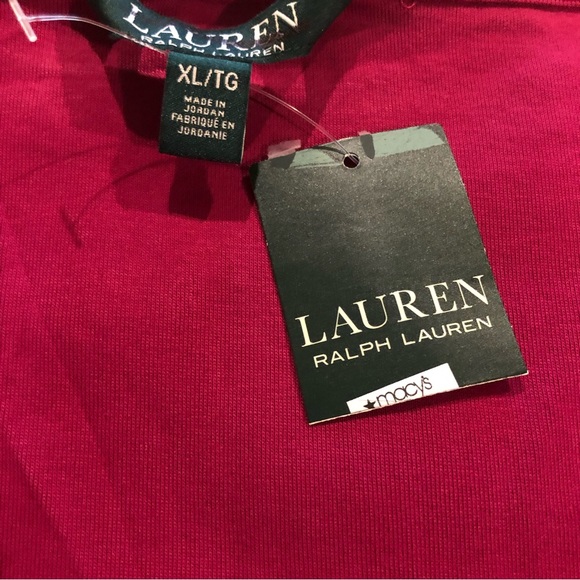 LAUREN
RALPH LAUREN
XL/TG
MADE IN
JORDAN
FABRIQUÉ EN
JORDANIE
LAUREN
RALPH LAUREN
★macy's